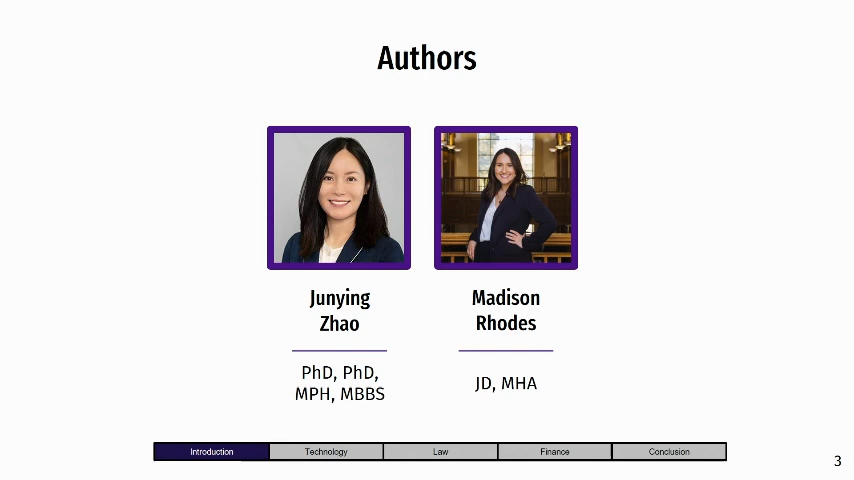 Authors
Junying
Zhao
PhD, PhD,
MPH, MBBS
Madison
Rhodes
JD, MHA
Introduction
Technology
Law
Finance
Conclusion
3